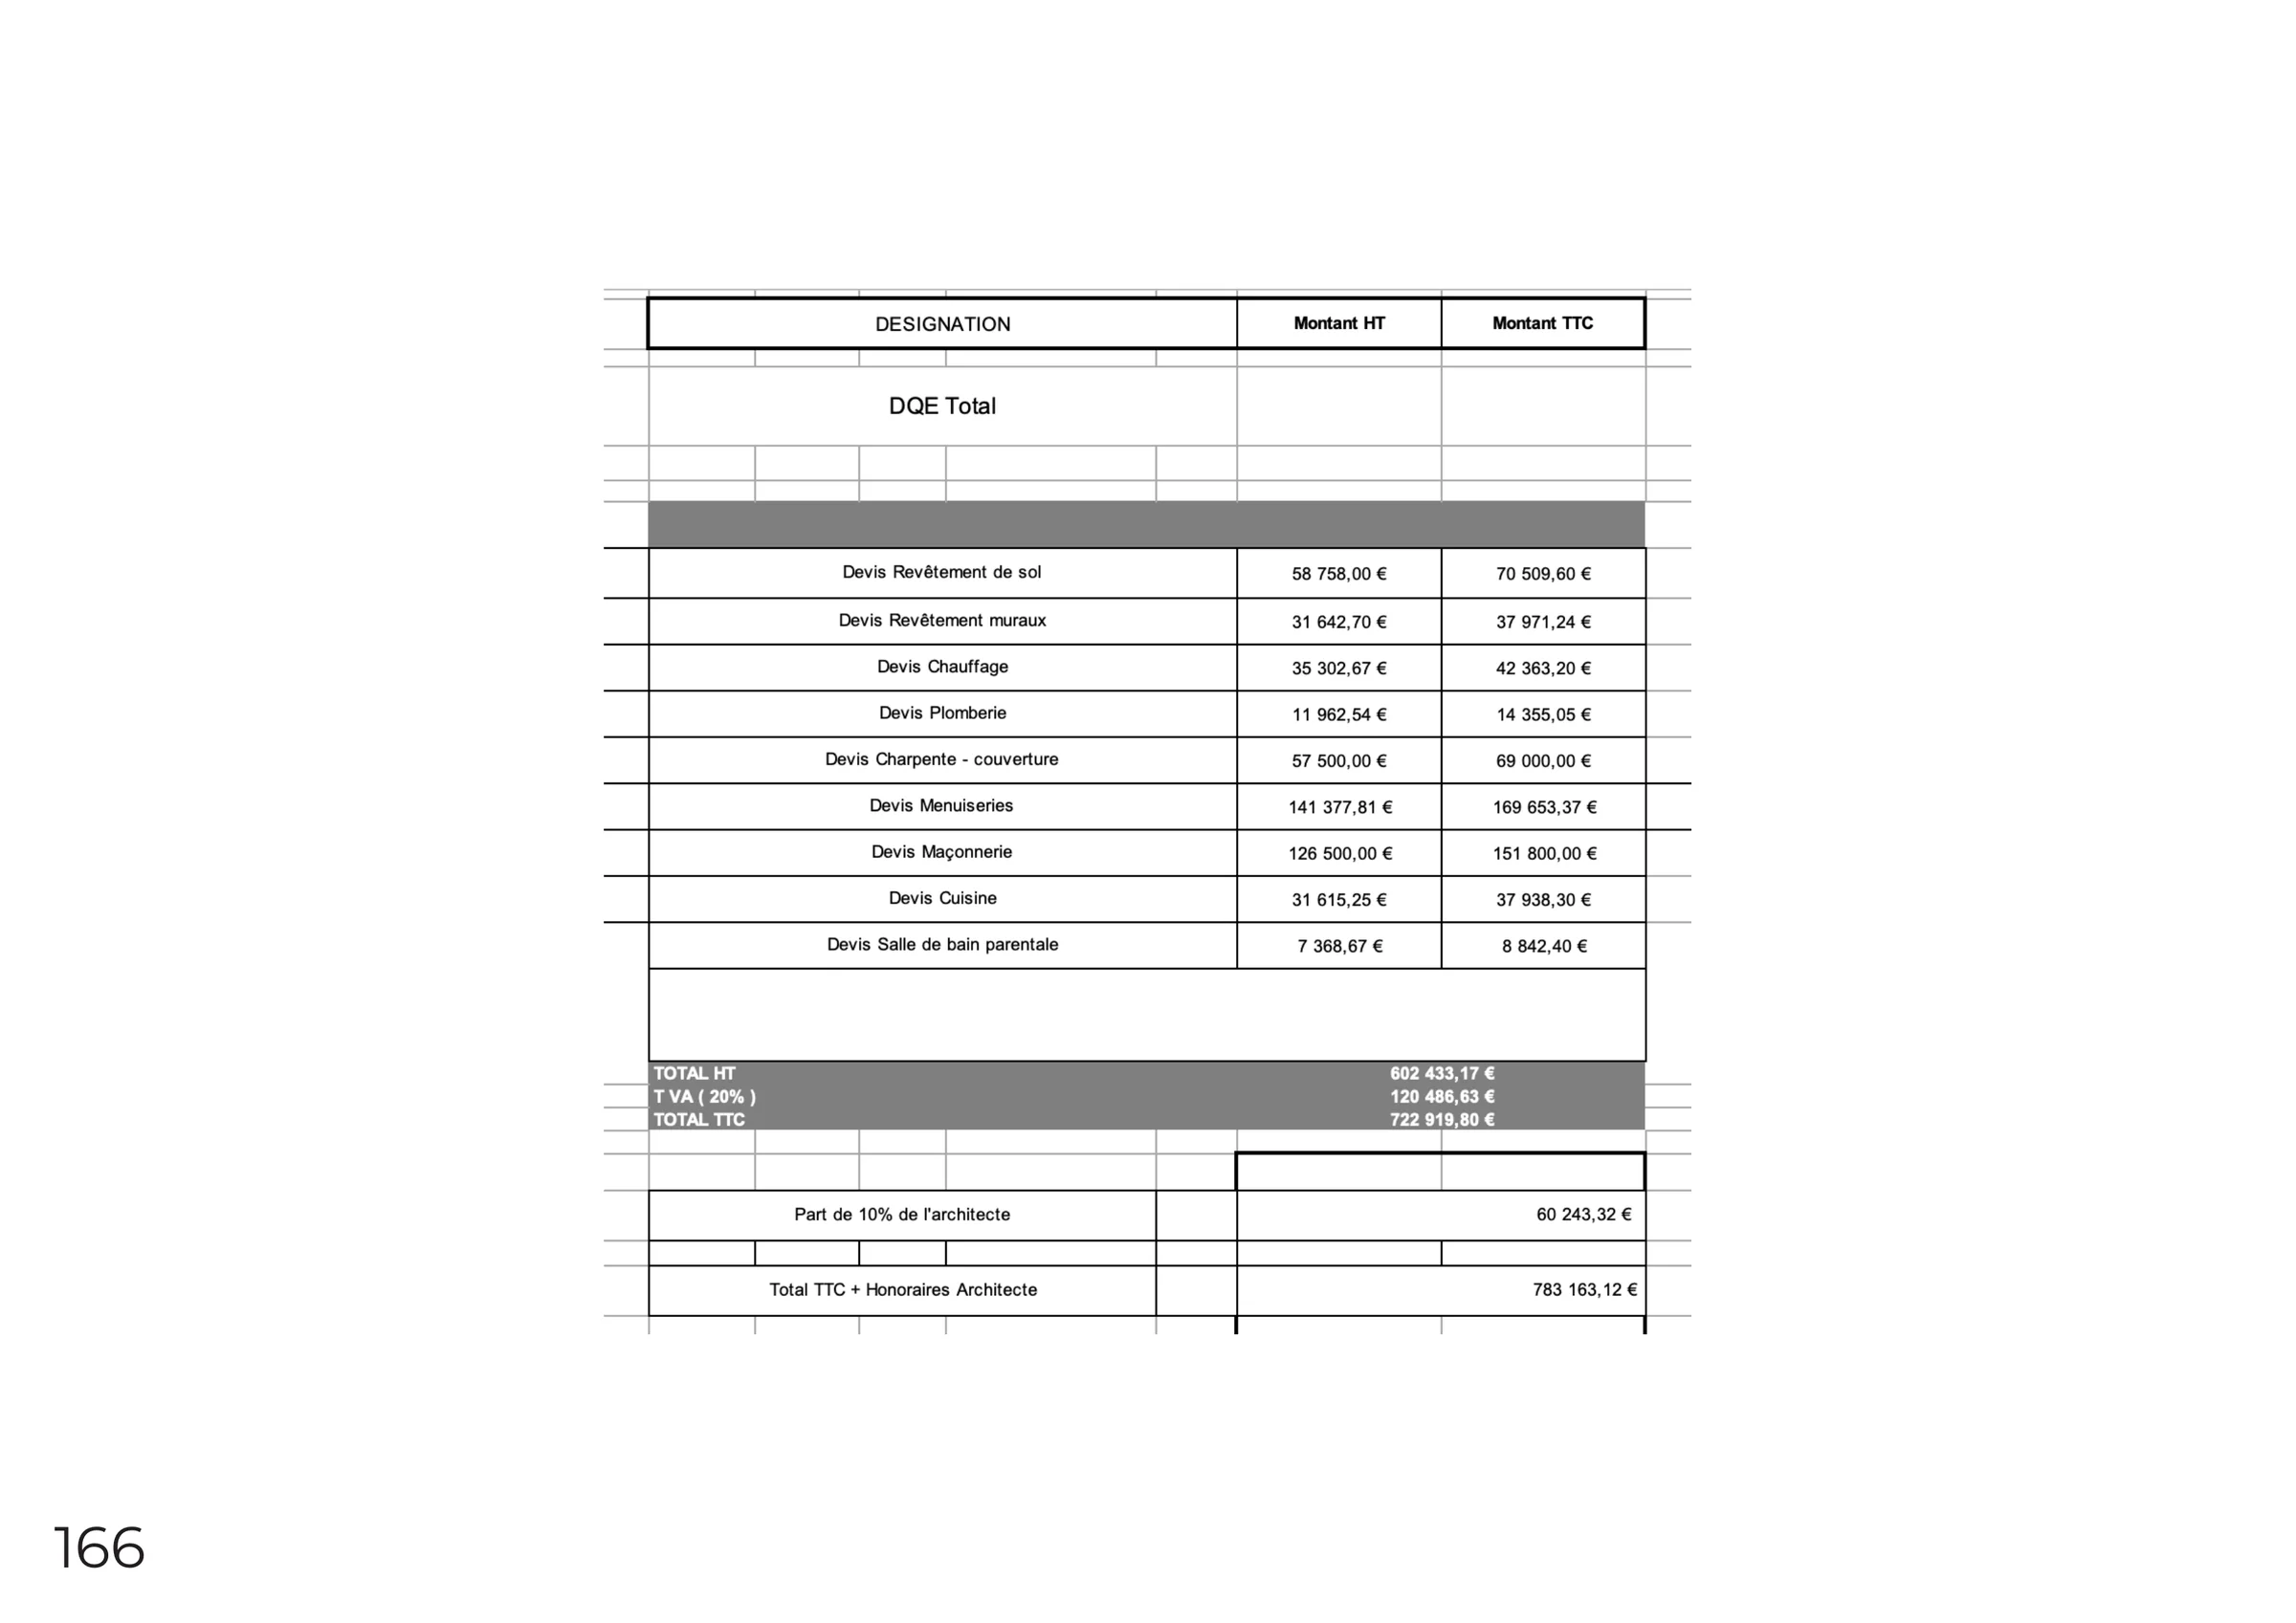 DESIGNATION Montant HT Montant TTC
DQE Total
Devis Revêtement de sol 58 758,00 € 70 509,60 €
Devis Revêtement muraux 31 642,70 € 37 971,24 €
Devis Chauffage 35 302,67 € 42 363,20 €
Devis Plomberie 11 962,54 € 14 355,05 €
Devis Charpente - couverture 57 500,00 € 69 000,00 €
Devis Menuiseries 141 377,81 € 169 653,37 €
Devis Maçonnerie 126 500,00 € 151 800,00 €
Devis Cuisine 31 615,25 € 37 938,30 €
Devis Salle de bain parentale 7 368,67 € 8 842,40 €
TOTAL HT 602 433,17 €
T VA ( 20% ) 120 486,63 €
TOTAL TTC 722 919,80 €
Part de 10% de l'architecte 60 243,32 €
Total TTC + Honoraires Architecte 783 163,12 €
166